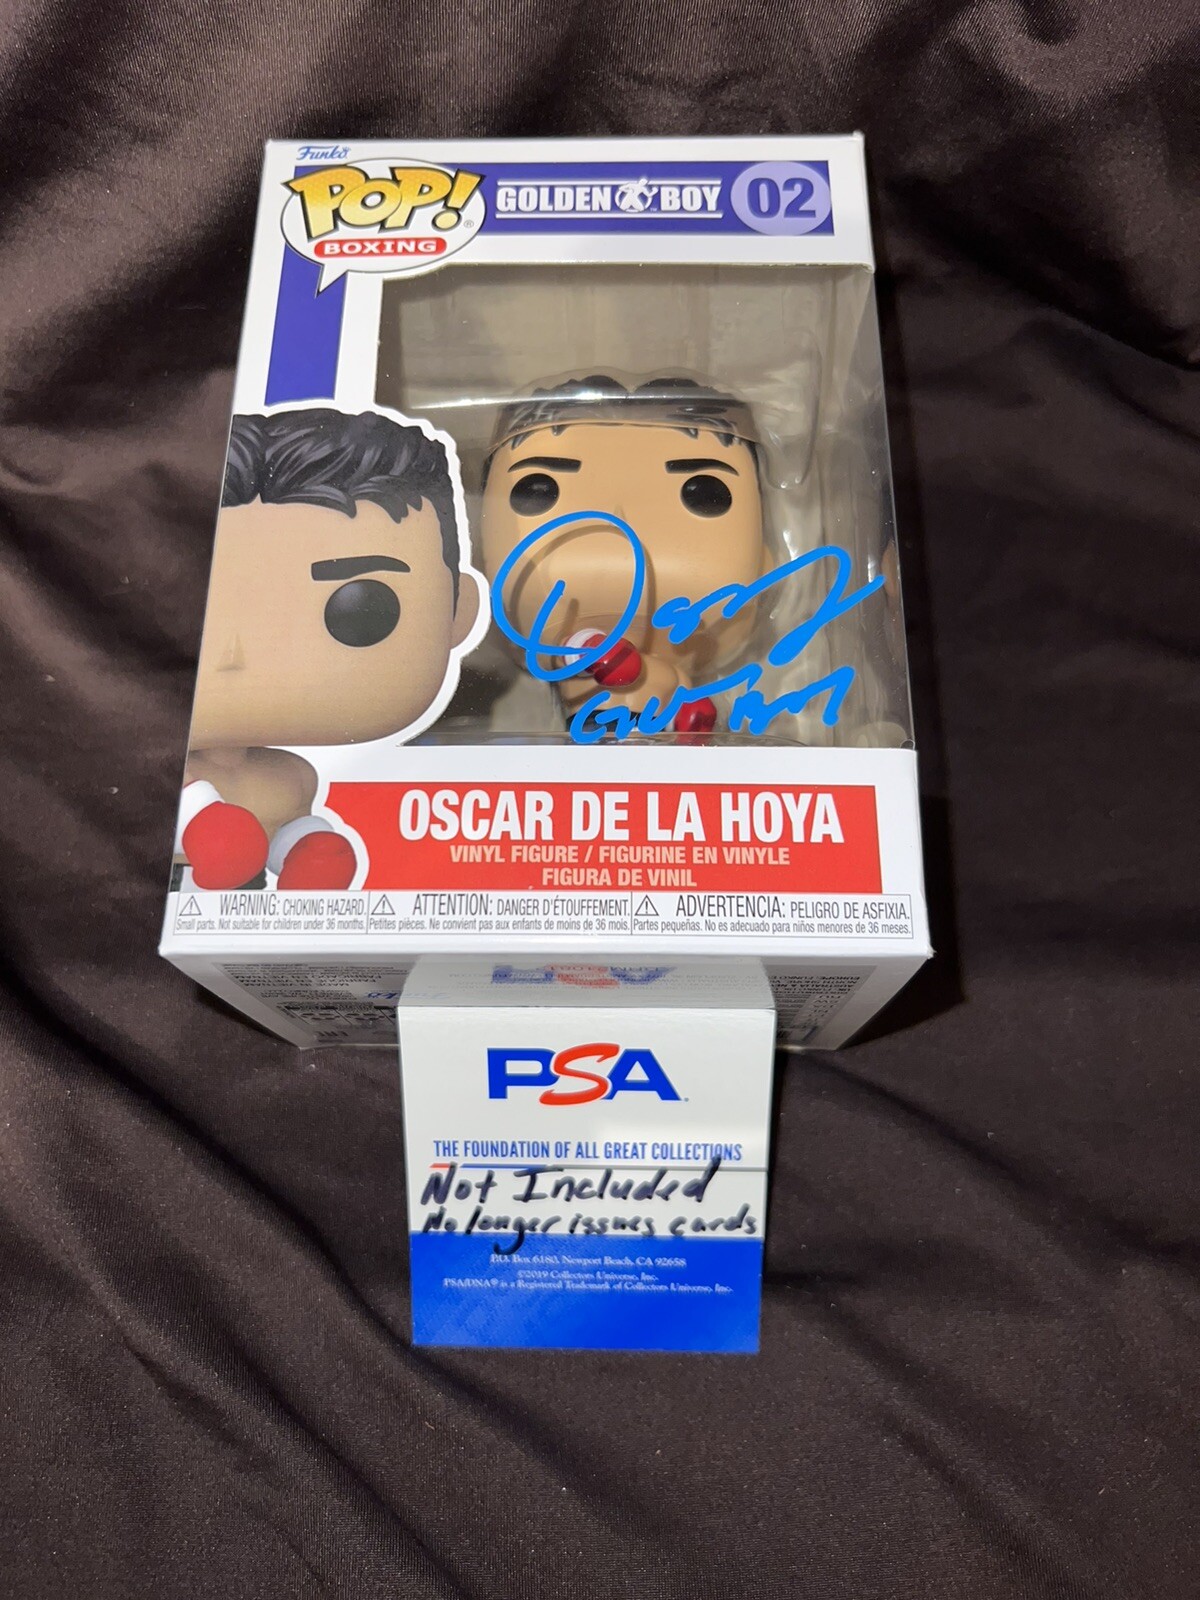 Funko
POP!
BOXING
GOLDEN BOY
02
Oscar
Golden Boy
OSCAR DE LA HOYA
VINYL FIGURE / FIGURINE EN VINYLE
FIGURA DE VINIL
WARNING: CHOKING HAZARD.
Small parts. Not suitable for children under 36 months.
ATTENTION: DANGER D'ÉTOUFFEMENT.
Petites pièces. Ne convient pas aux enfants de moins de 36 mois.
ADVERTENCIA: PELIGRO DE ASFIXIA.
Partes pequeñas. No es adecuado para niños menores de 36 meses.
PSA
THE FOUNDATION OF ALL GREAT COLLECTIONS
Not Included
No longer issues cards
P.O. Box 6180, Newport Beach, CA 92658
©2019 Collectors Universe, Inc.
PSA/DNA® is a Registered Trademark of Collectors Universe, Inc.